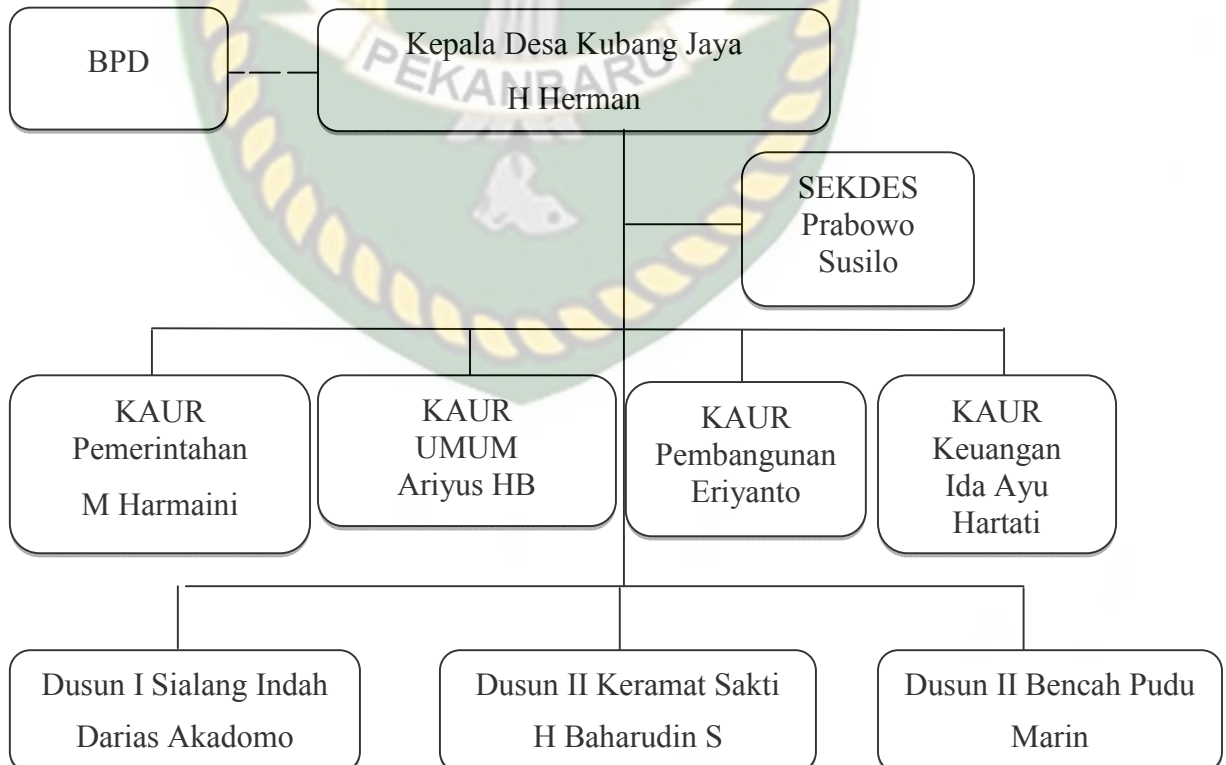 BPD
Kepala Desa Kubang Jaya
H Herman
PEKANBARU
SEKDES
Prabowo
Susilo
KAUR
Pemerintahan
M Harmaini
KAUR
UMUM
Ariyus HB
KAUR
Pembangunan
Eriyanto
KAUR
Keuangan
Ida Ayu
Hartati
Dusun I Sialang Indah
Darias Akadomo
Dusun II Keramat Sakti
H Baharudin S
Dusun II Bencah Pudu
Marin